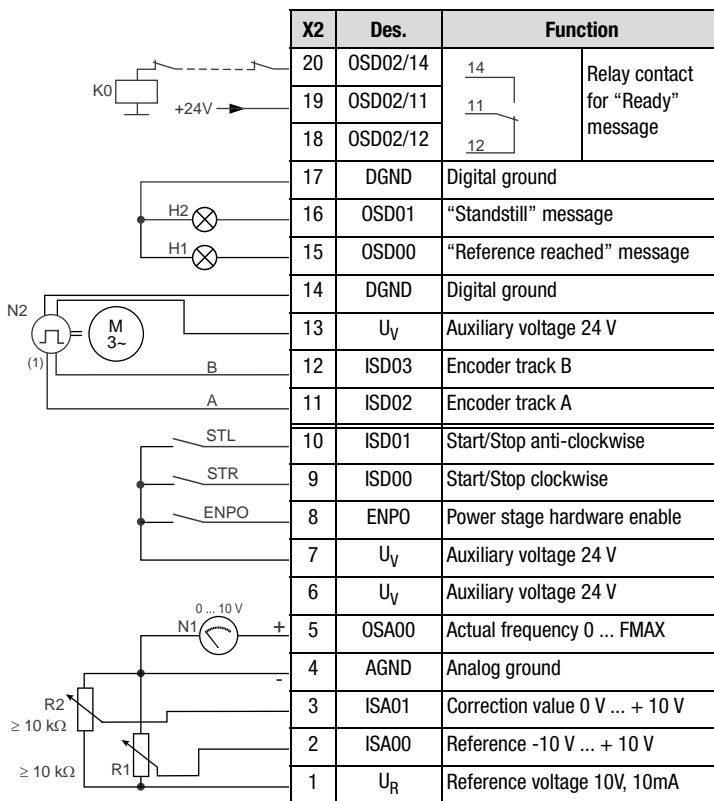 X2 Des. Function
20 OSD02/14 14 Relay contact
K0 19 OSD02/11 11 for "Ready"
+24V
18 OSD02/12 12 message
17 DGND Digital ground
H2 16 OSD01 "Standstill" message
H1 15 OSD00 "Reference reached" message
14 DGND Digital ground
N2 M 3~ 13 UV Auxiliary voltage 24 V
(1) B 12 ISD03 Encoder track B
A 11 ISD02 Encoder track A
STL 10 ISD01 Start/Stop anti-clockwise
STR 9 ISD00 Start/Stop clockwise
ENPO 8 ENPO Power stage hardware enable
7 UV Auxiliary voltage 24 V
6 UV Auxiliary voltage 24 V
0 ... 10 V
N1 + 5 OSA00 Actual frequency 0 ... FMAX
- 4 AGND Analog ground
R2 3 ISA01 Correction value 0 V ... + 10 V
≥ 10 kΩ
2 ISA00 Reference -10 V ... + 10 V
≥ 10 kΩ R1
1 UR Reference voltage 10V, 10mA